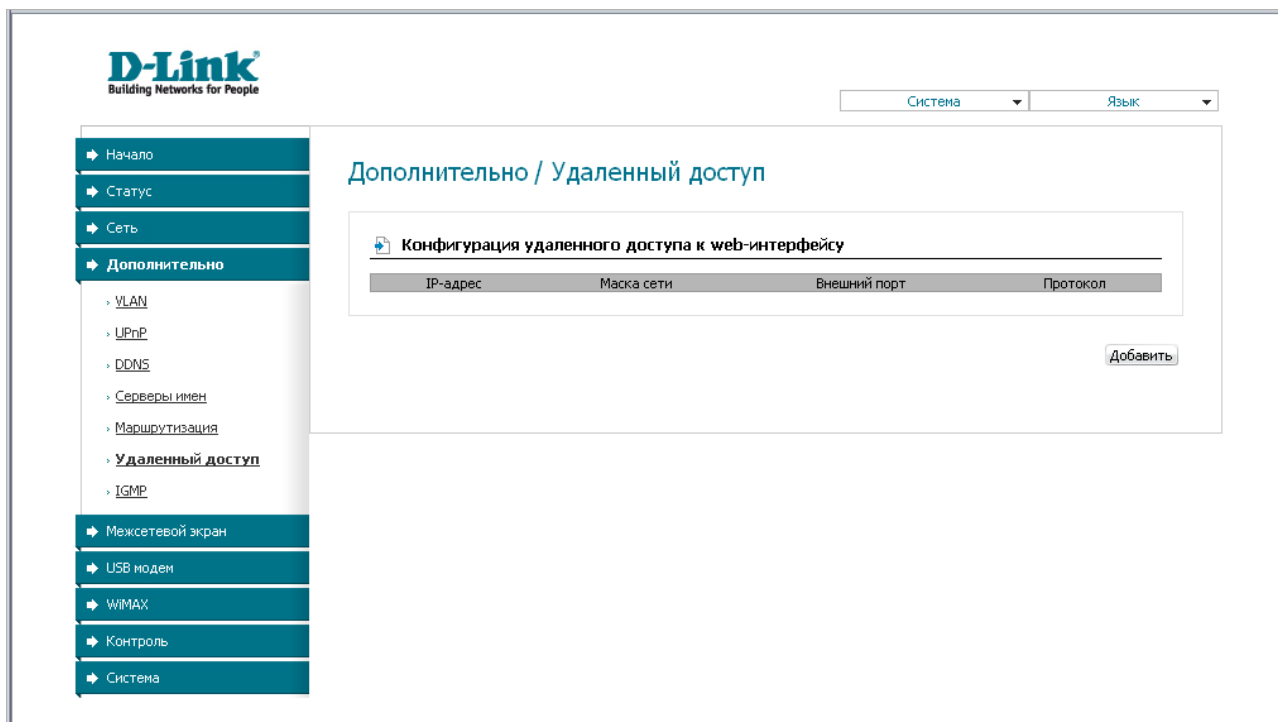 D-Link
Building Networks for People
Система
Язык
Начало
Статус
Сеть
Дополнительно
VLAN
UPnP
DDNS
Серверы имен
Маршрутизация
Удаленный доступ
IGMP
Межсетевой экран
USB модем
WiMAX
Контроль
Система
Дополнительно / Удаленный доступ
Конфигурация удаленного доступа к web-интерфейсу
IP-адрес Маска сети Внешний порт Протокол
Добавить